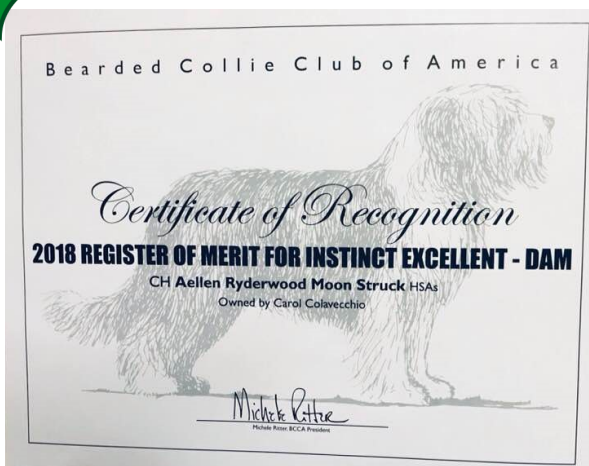 Bearded Collie Club of America
Certificate of Recognition
2018 REGISTER OF MERIT FOR INSTINCT EXCELLENT - DAM
CH Aellen Ryderwood Moon Struck HSAs
Owned by Carol Colavecchio
Michele Ritter
Michele Ritter, BCCA President